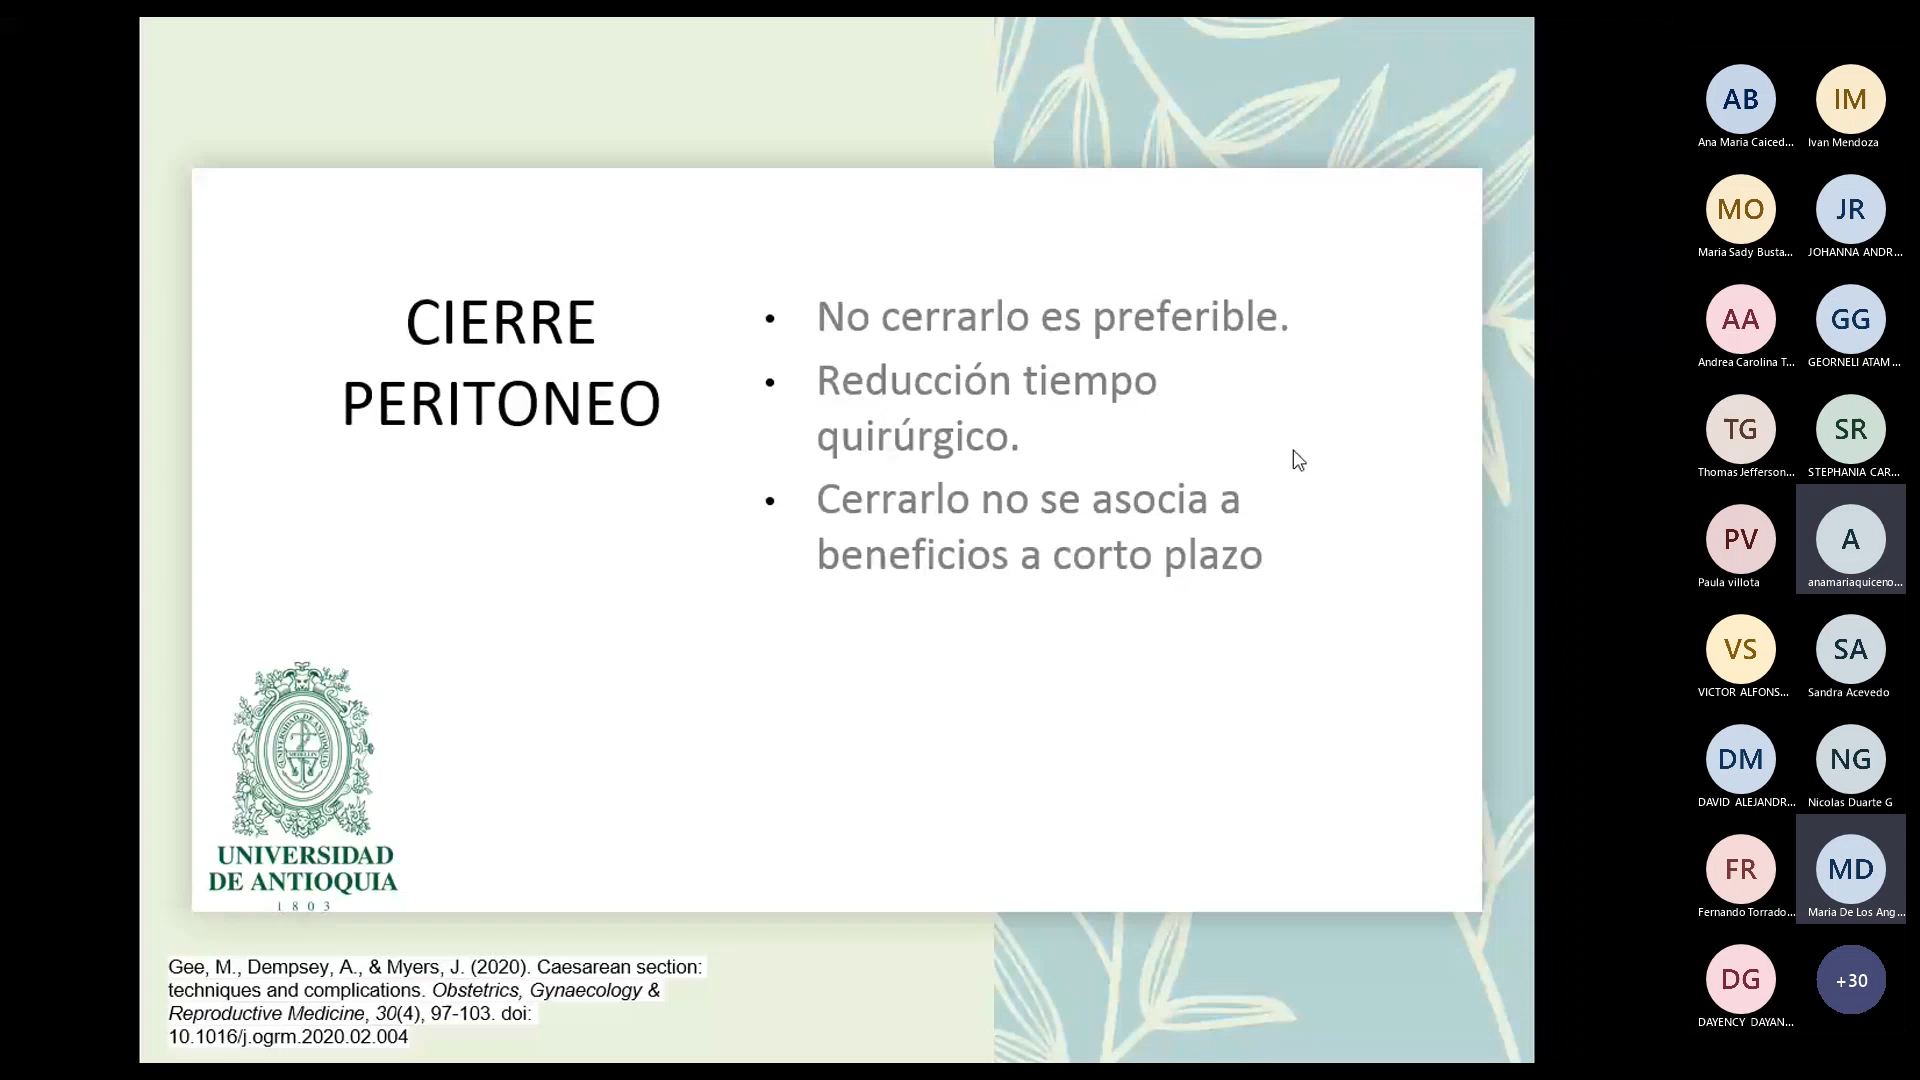 CIERRE
PERITONEO
• No cerrarlo es preferible.
• Reducción tiempo
quirúrgico.
• Cerrarlo no se asocia a
beneficios a corto plazo
UNIVERSIDAD
DE ANTIOQUIA
1803
Gee, M., Dempsey, A., & Myers, J. (2020). Caesarean section:
techniques and complications. Obstetrics, Gynaecology &
Reproductive Medicine, 30(4), 97-103. doi:
10.1016/j.ogrm.2020.02.004
AB IM
Ana Maria Caiced... Ivan Mendoza
MO JR
Maria Sady Busta... JOHANNA ANDR...
AA GG
Andrea Carolina T... GEORNELI ATAM...
TG SR
Thomas Jefferson... STEPHANIA CAR...
PV A
Paula villota anamariaquiceno...
VS SA
VICTOR ALFONS... Sandra Acevedo
DM NG
DAVID ALEJANDR... Nicolas Duarte G
FR MD
Fernando Torrado... Maria De Los Ang...
DG +30
DAYENCY DAYAN...